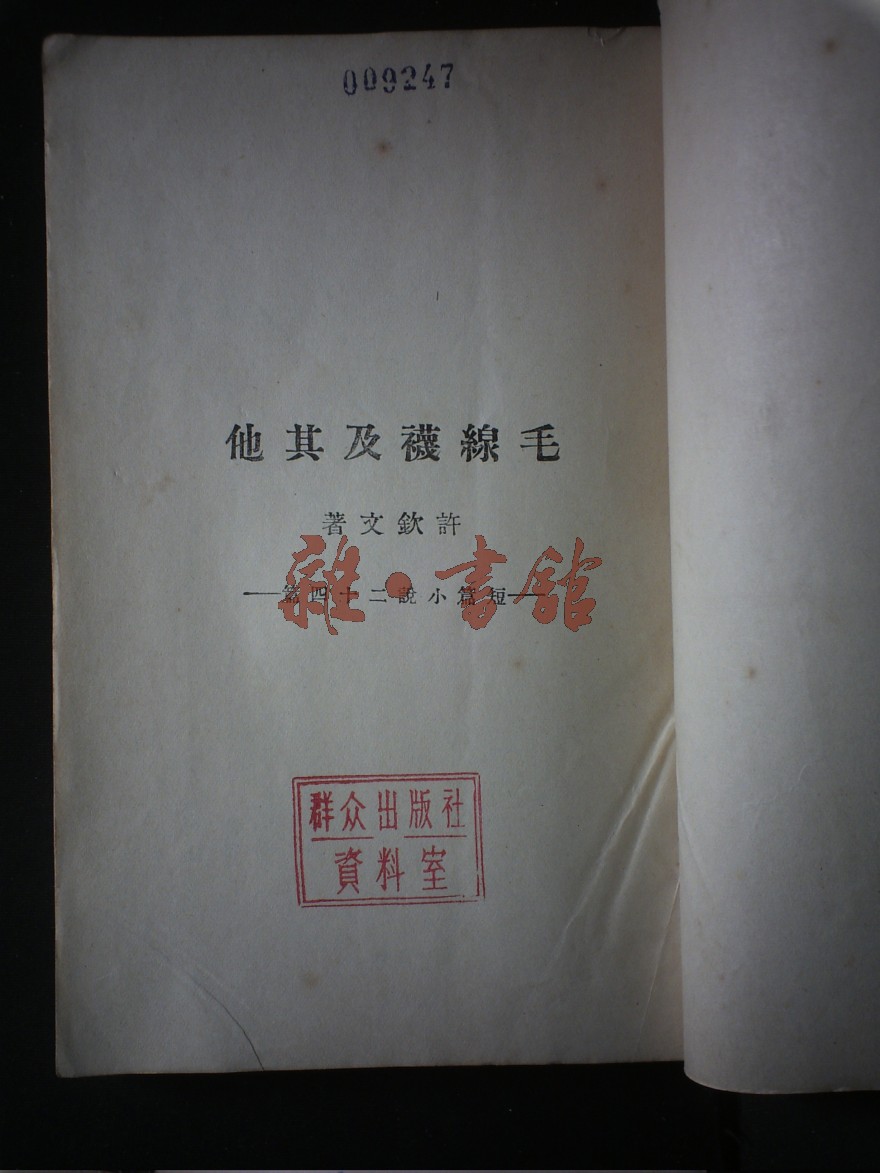 009247
毛線襪及其他
許欽文著
短篇小說二十四篇
雜·書館
群众出版社
資料室